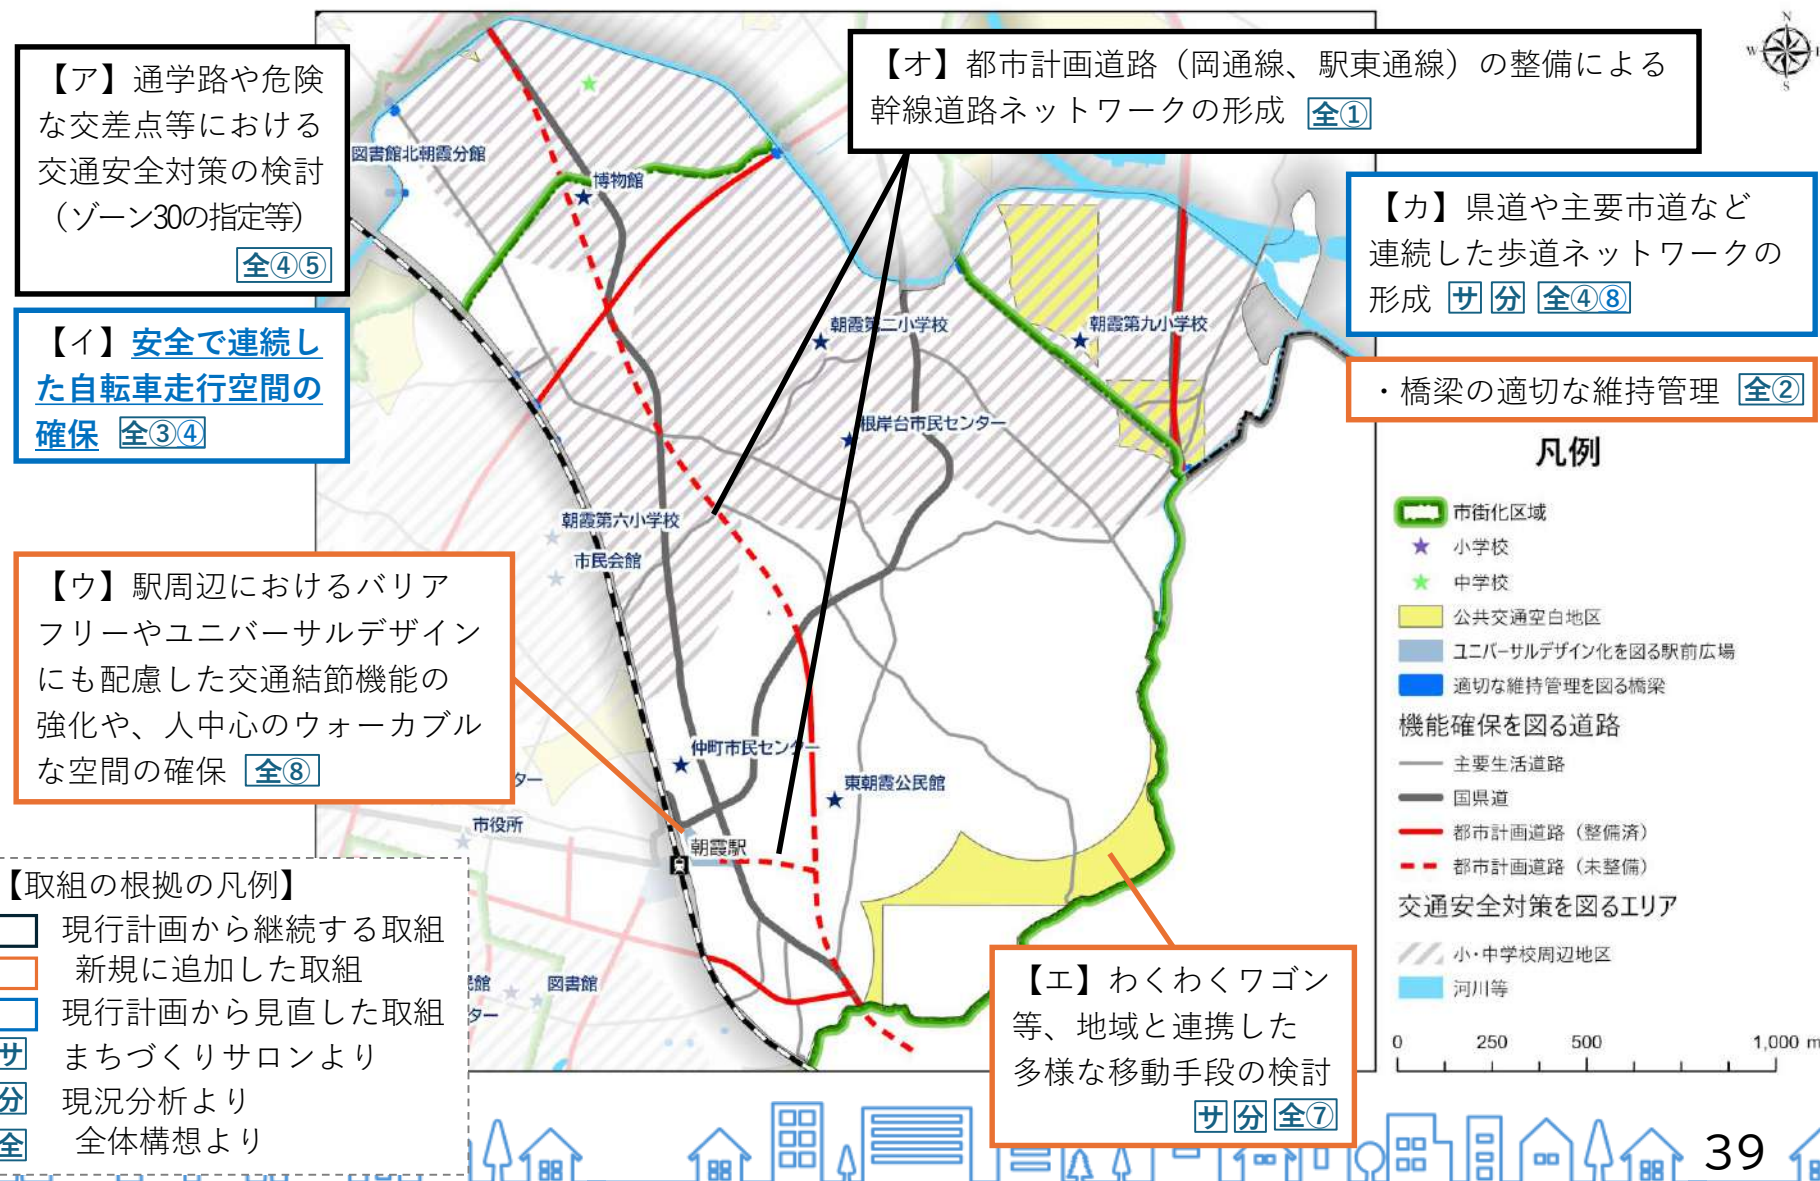 【ア】通学路や危険
な交差点等における
交通安全対策の検討
（ゾーン30の指定等）
全④⑤
【イ】安全で連続し
た自転車走行空間の
確保 全③④
【ウ】駅周辺におけるバリア
フリーやユニバーサルデザイン
にも配慮した交通結節機能の
強化や、人中心のウォーカブル
な空間の確保 全⑧
【オ】都市計画道路（岡通線、駅東通線）の整備による
幹線道路ネットワークの形成 全①
【カ】県道や主要市道など
連続した歩道ネットワークの
形成 サ 分 全④⑧
・橋梁の適切な維持管理 全②
【エ】わくわくワゴン
等、地域と連携した
多様な移動手段の検討
サ 分 全⑦
図書館北朝霞分館
博物館
朝霞第二小学校
朝霞第九小学校
根岸台市民センター
朝霞第六小学校
市民会館
仲町市民センター
東朝霞公民館
ター
市役所
朝霞駅
館
図書館
ター
N
W
S
凡例
市街化区域
小学校
中学校
公共交通空白地区
ユニバーサルデザイン化を図る駅前広場
適切な維持管理を図る橋梁
機能確保を図る道路
主要生活道路
国県道
都市計画道路（整備済）
都市計画道路（未整備）
交通安全対策を図るエリア
小・中学校周辺地区
河川等
0 250 500 1,000 m
【取組の根拠の凡例】
現行計画から継続する取組
新規に追加した取組
現行計画から見直した取組
サ まちづくりサロンより
分 現況分析より
全 全体構想より
39